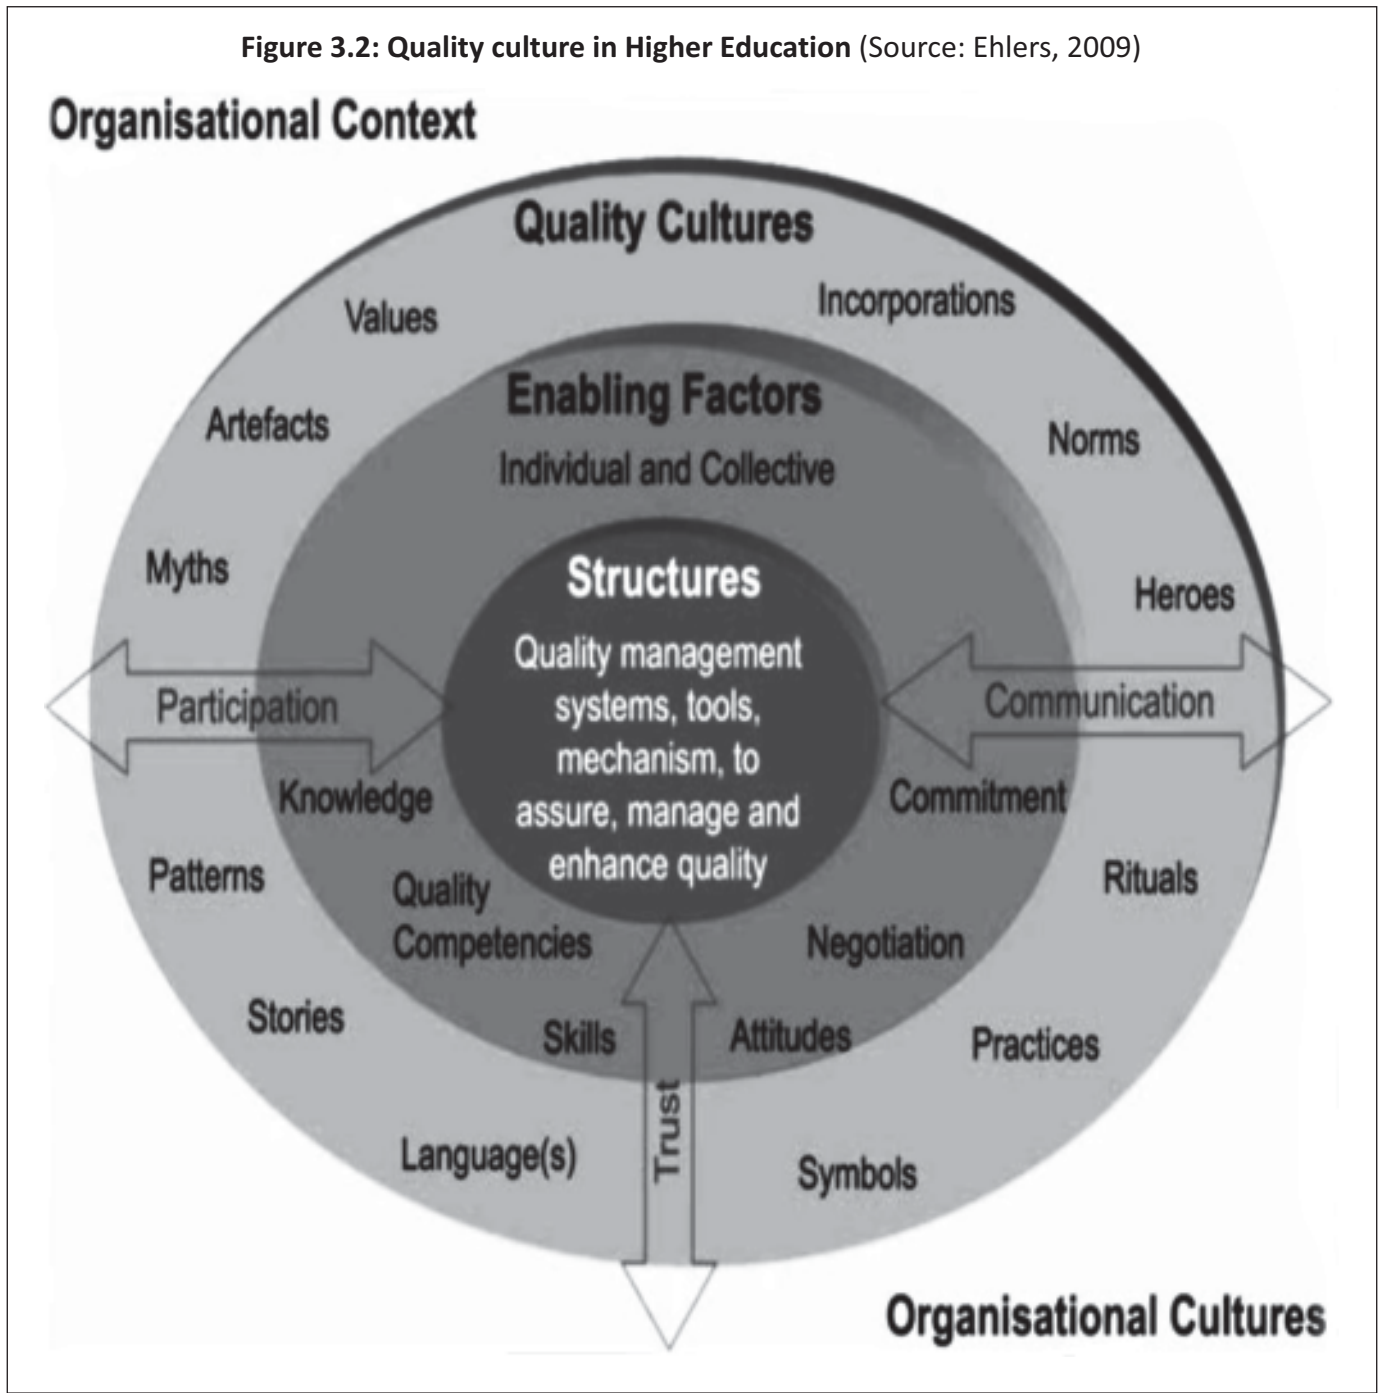 Figure 3.2: Quality culture in Higher Education (Source: Ehlers, 2009)
Organisational Context
Quality Cultures
Values
Incorporations
Artefacts
Norms
Myths
Heroes
Enabling Factors
Individual and Collective
Structures
Quality management
systems, tools,
mechanism, to
assure, manage and
enhance quality
Participation
Communication
Knowledge
Commitment
Quality
Competencies
Negotiation
Skills
Attitudes
Patterns
Rituals
Stories
Practices
Language(s)
Trust
Symbols
Organisational Cultures